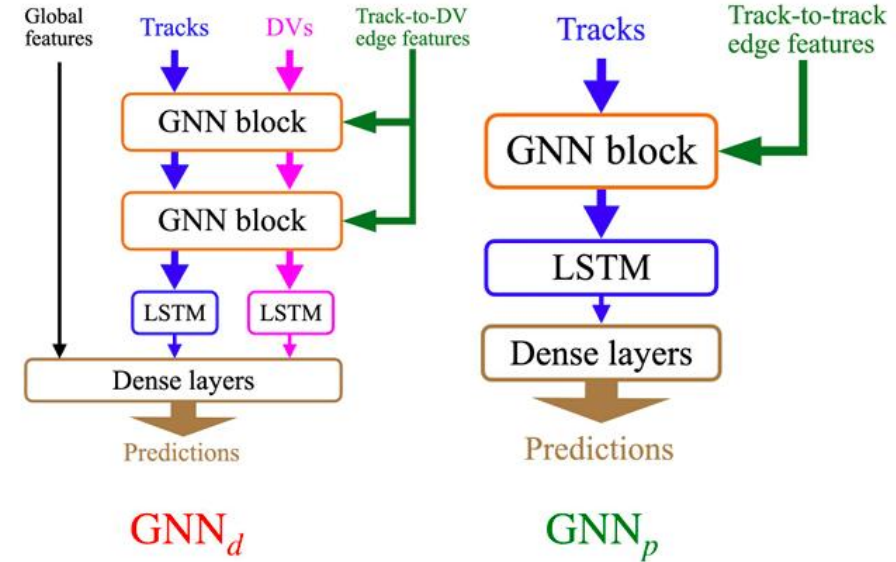 Global
features
Tracks
DVs
Track-to-DV
edge features
GNN block
GNN block
LSTM
LSTM
Dense layers
Predictions
GNNd
Tracks
Track-to-track
edge features
GNN block
LSTM
Dense layers
Predictions
GNNp